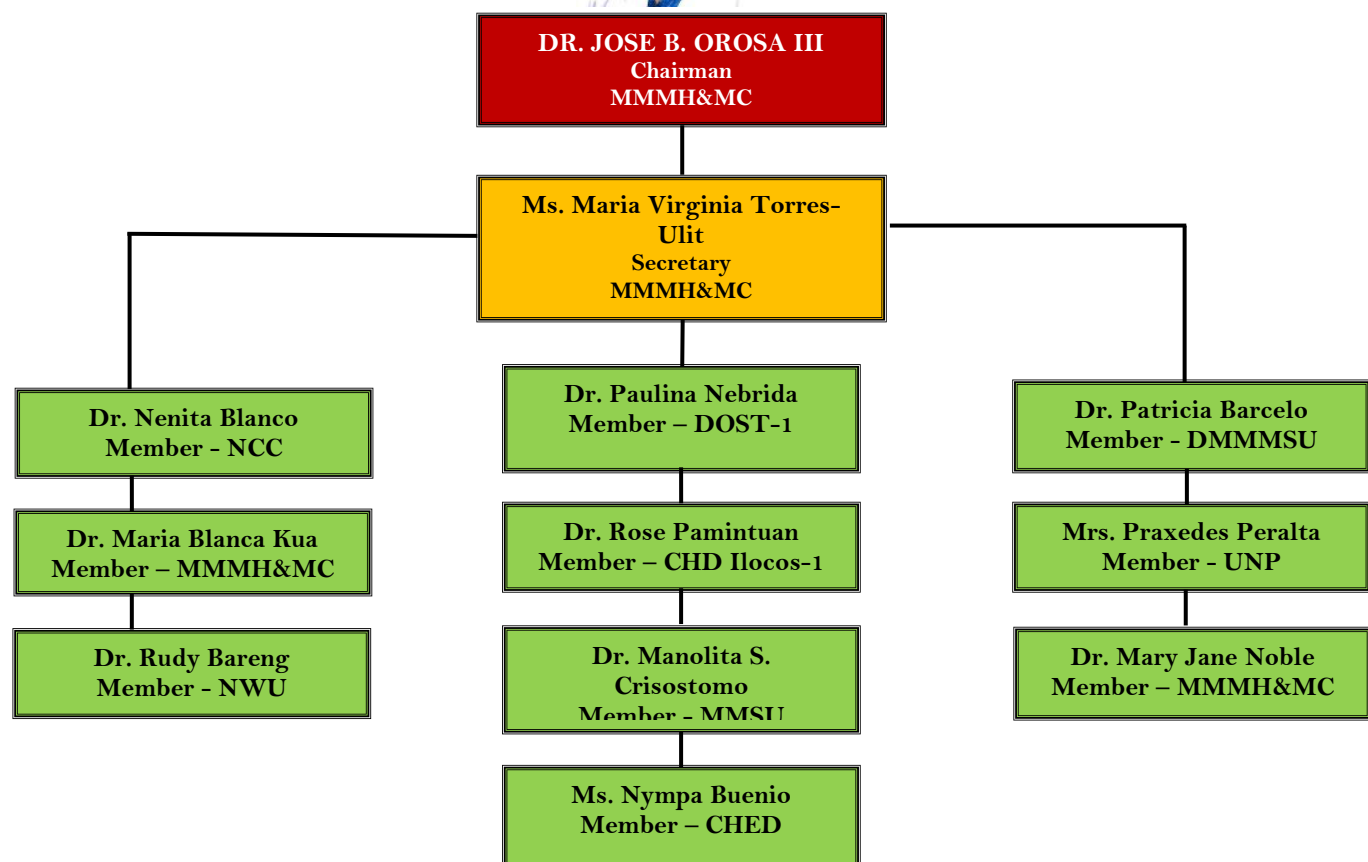 DR. JOSE B. OROSA III
Chairman
MMMH&MC
Ms. Maria Virginia Torres-
Ulit
Secretary
MMMH&MC
Dr. Nenita Blanco
Member - NCC
Dr. Maria Blanca Kua
Member – MMMH&MC
Dr. Rudy Bareng
Member - NWU
Dr. Paulina Nebrida
Member – DOST-1
Dr. Rose Pamintuan
Member – CHD Ilocos-1
Dr. Manolita S.
Crisostomo
Member - MMSU
Ms. Nympa Buenio
Member – CHED
Dr. Patricia Barcelo
Member - DMMMSU
Mrs. Praxedes Peralta
Member - UNP
Dr. Mary Jane Noble
Member – MMMH&MC